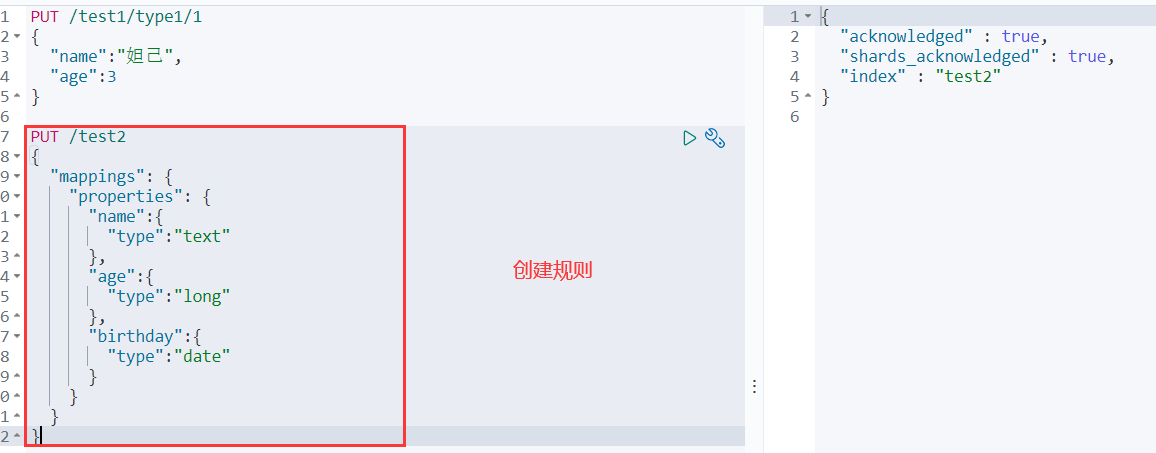 1 PUT /test1/type1/1
2 {
3 "name":"妲己",
4 "age":3
5 }
6
7 PUT /test2
8 {
9 "mappings": {
0 "properties": {
1 "name":{
2 "type":"text"
3 },
4 "age":{
5 "type":"long"
6 },
7 "birthday":{
8 "type":"date"
9 }
0 }
1 }
2 }
创建规则
1 {
2 "acknowledged" : true,
3 "shards_acknowledged" : true,
4 "index" : "test2"
5 }
6